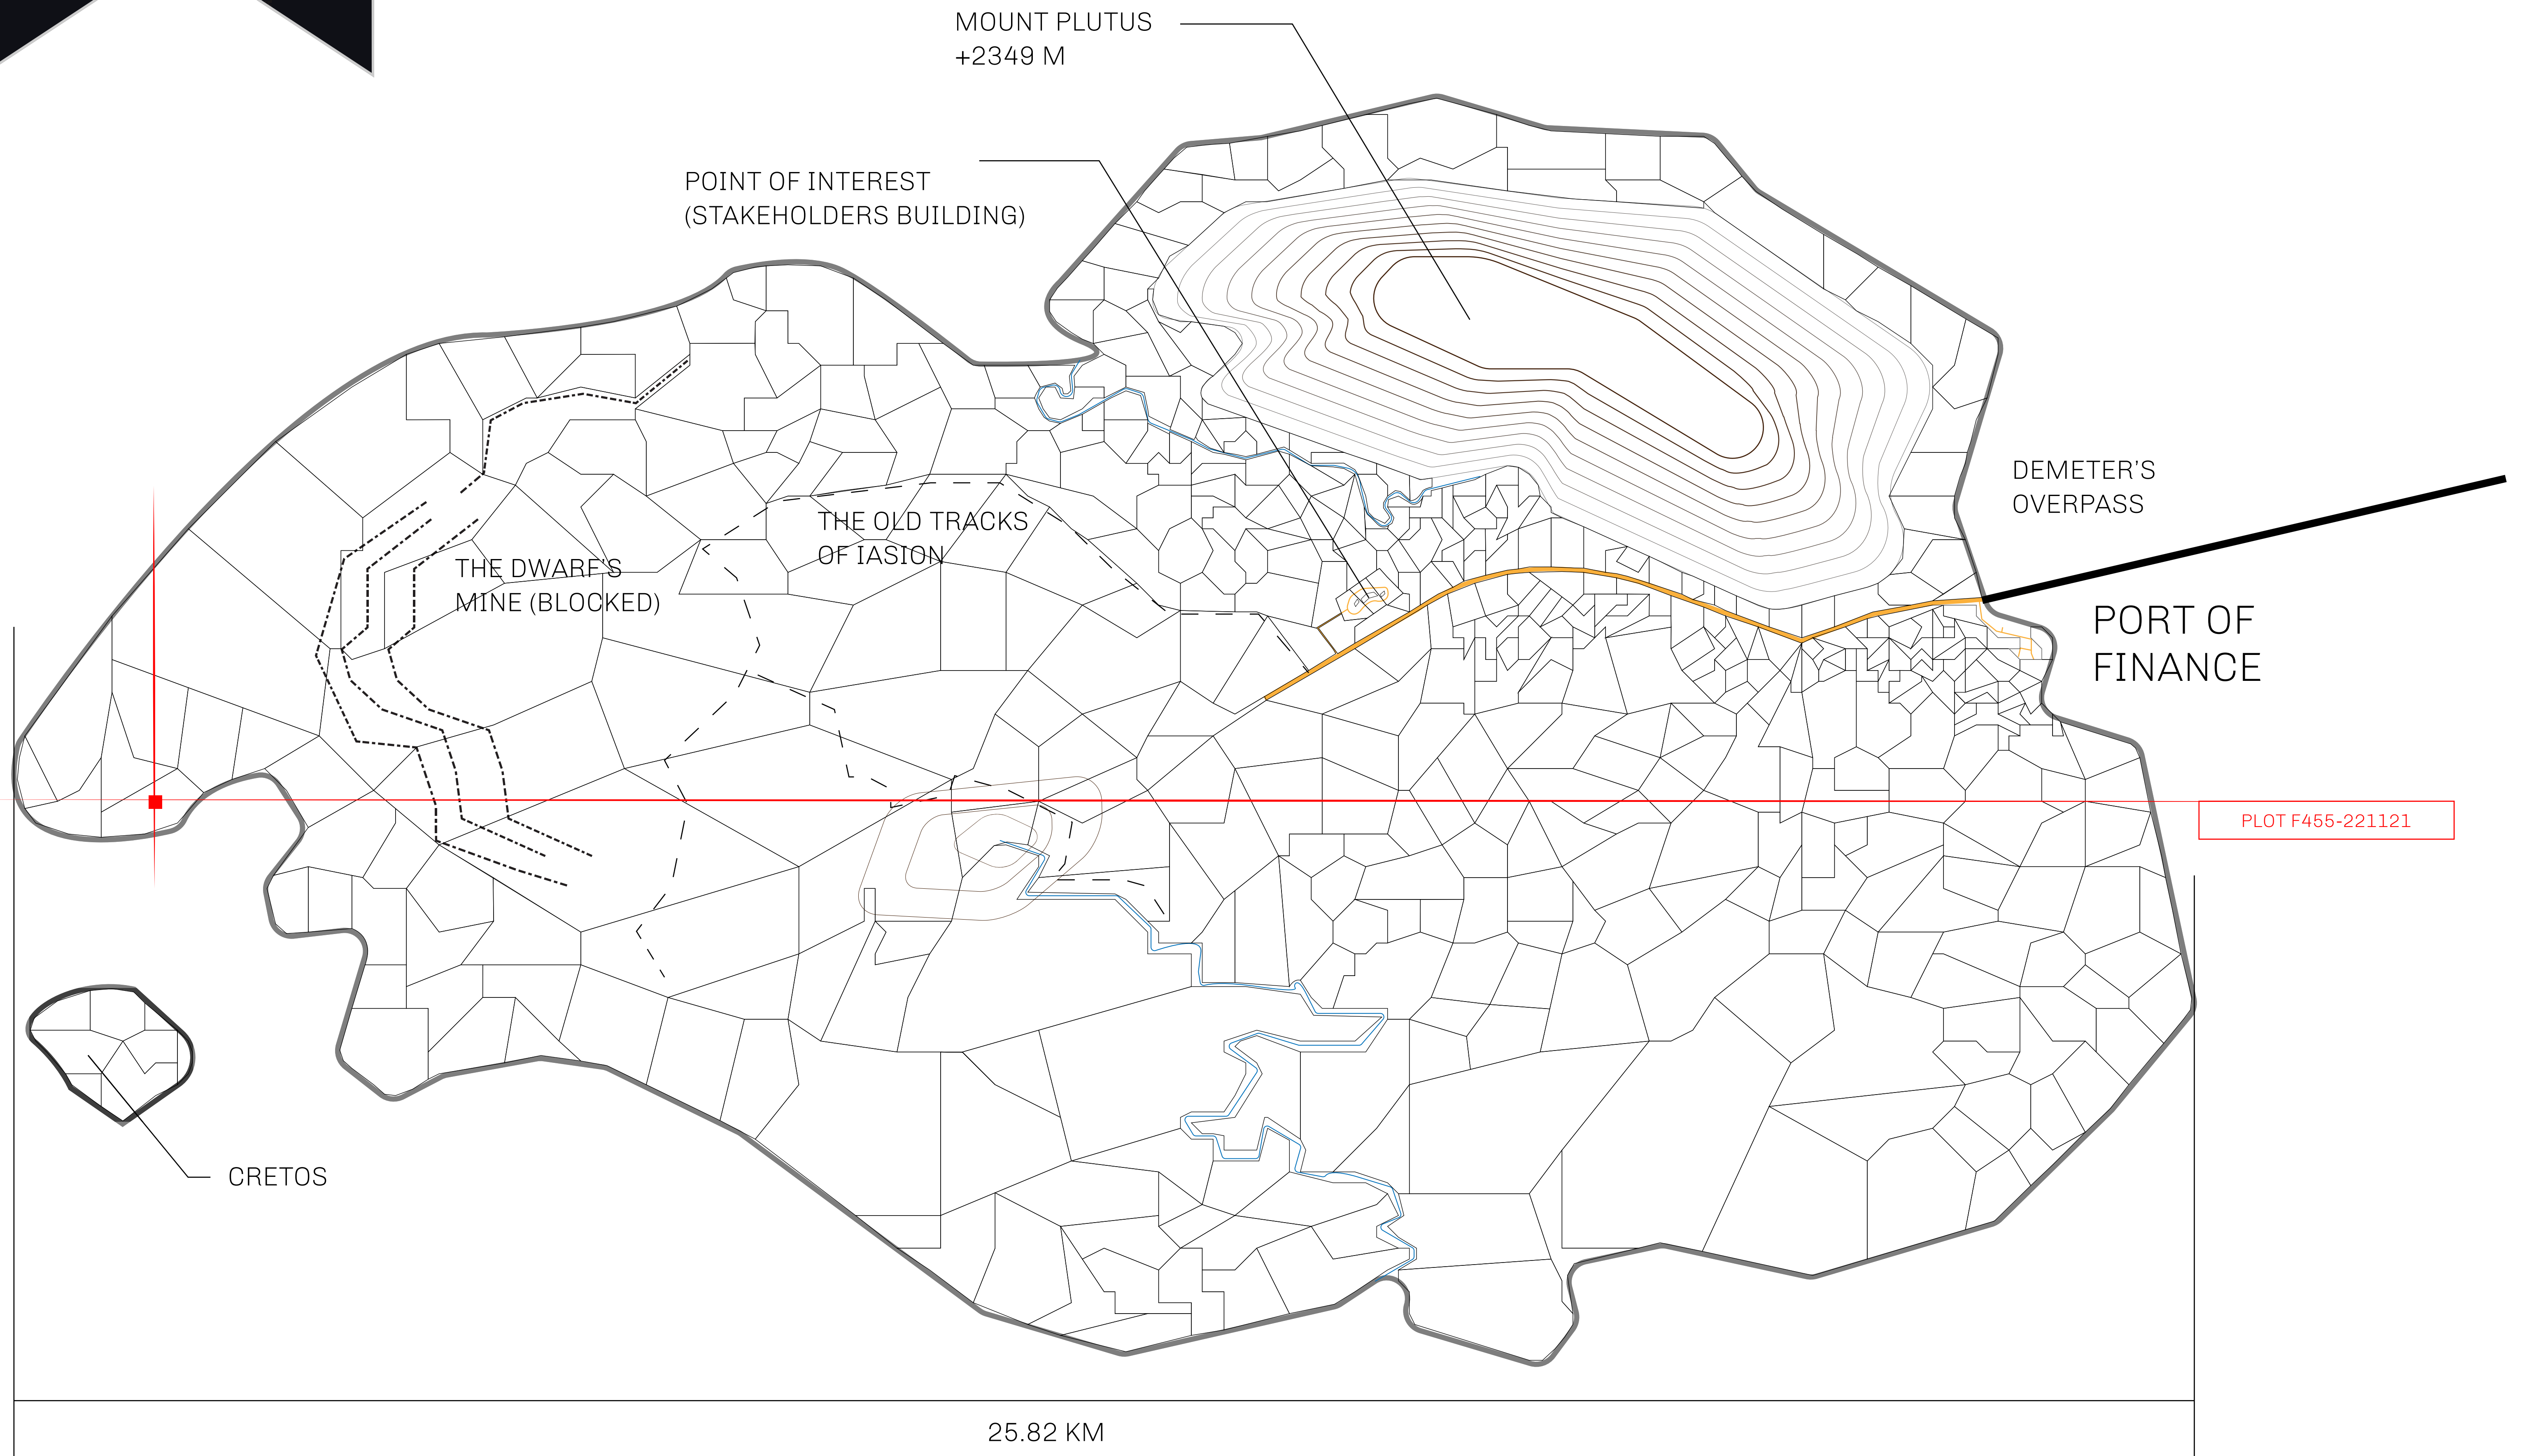 MOUNT PLUTUS
+2349 M
POINT OF INTEREST
(STAKEHOLDERS BUILDING)
DEMETER'S
OVERPASS
THE OLD TRACKS
OF IASION
THE DWARF'S
MINE (BLOCKED)
PORT OF
FINANCE
PLOT F455-221121
CRETOS
25.82 KM